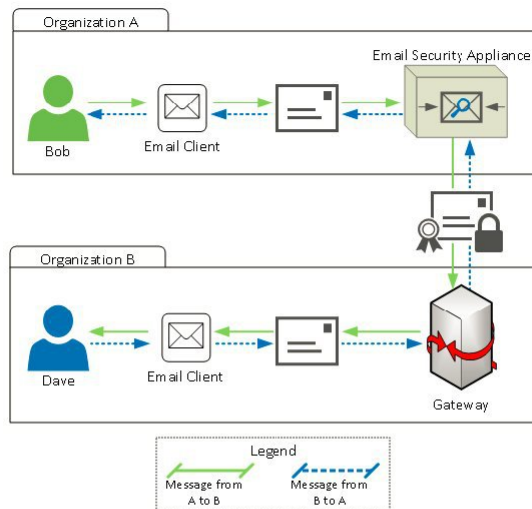 Organization A
Email Security Appliance
Bob
Email Client
Organization B
Dave
Email Client
Gateway
Legend
Message from
A to B
Message from
B to A